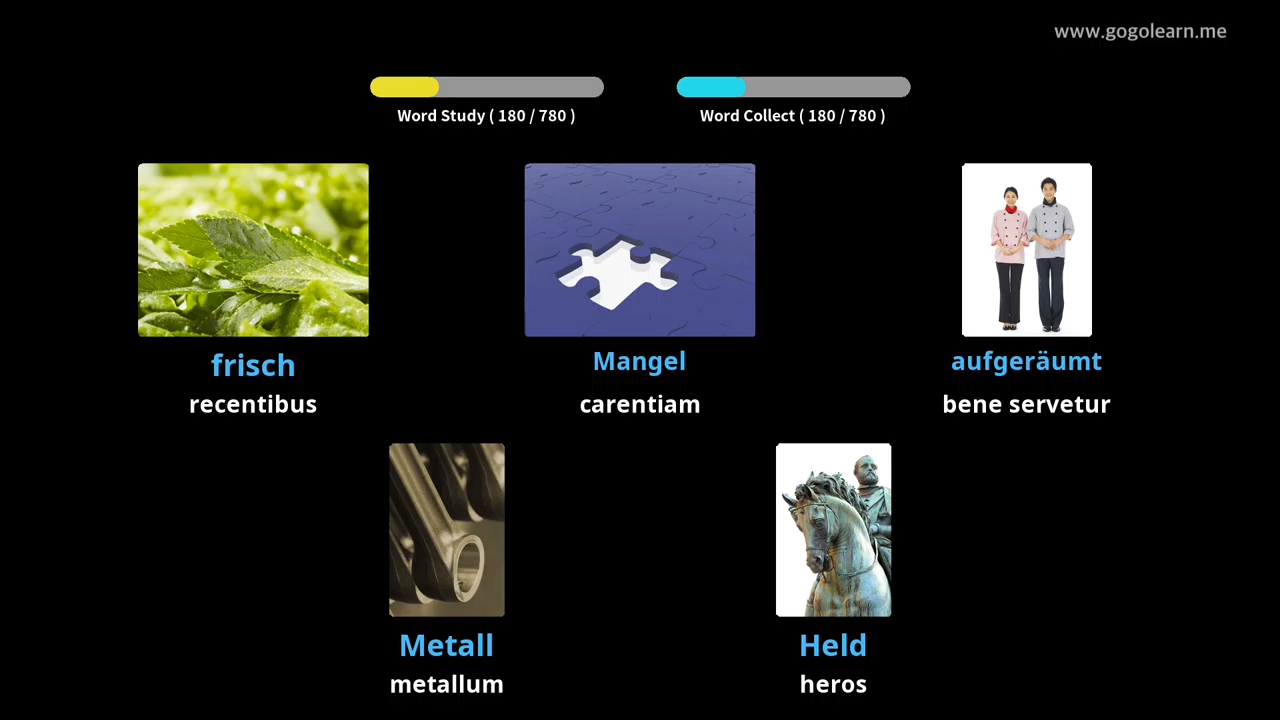 www.gogolearn.me
Word Study ( 180 / 780 )
Word Collect ( 180 / 780 )
frisch
recentibus
Mangel
carentiam
aufgeräumt
bene servetur
Metall
metallum
Held
heros